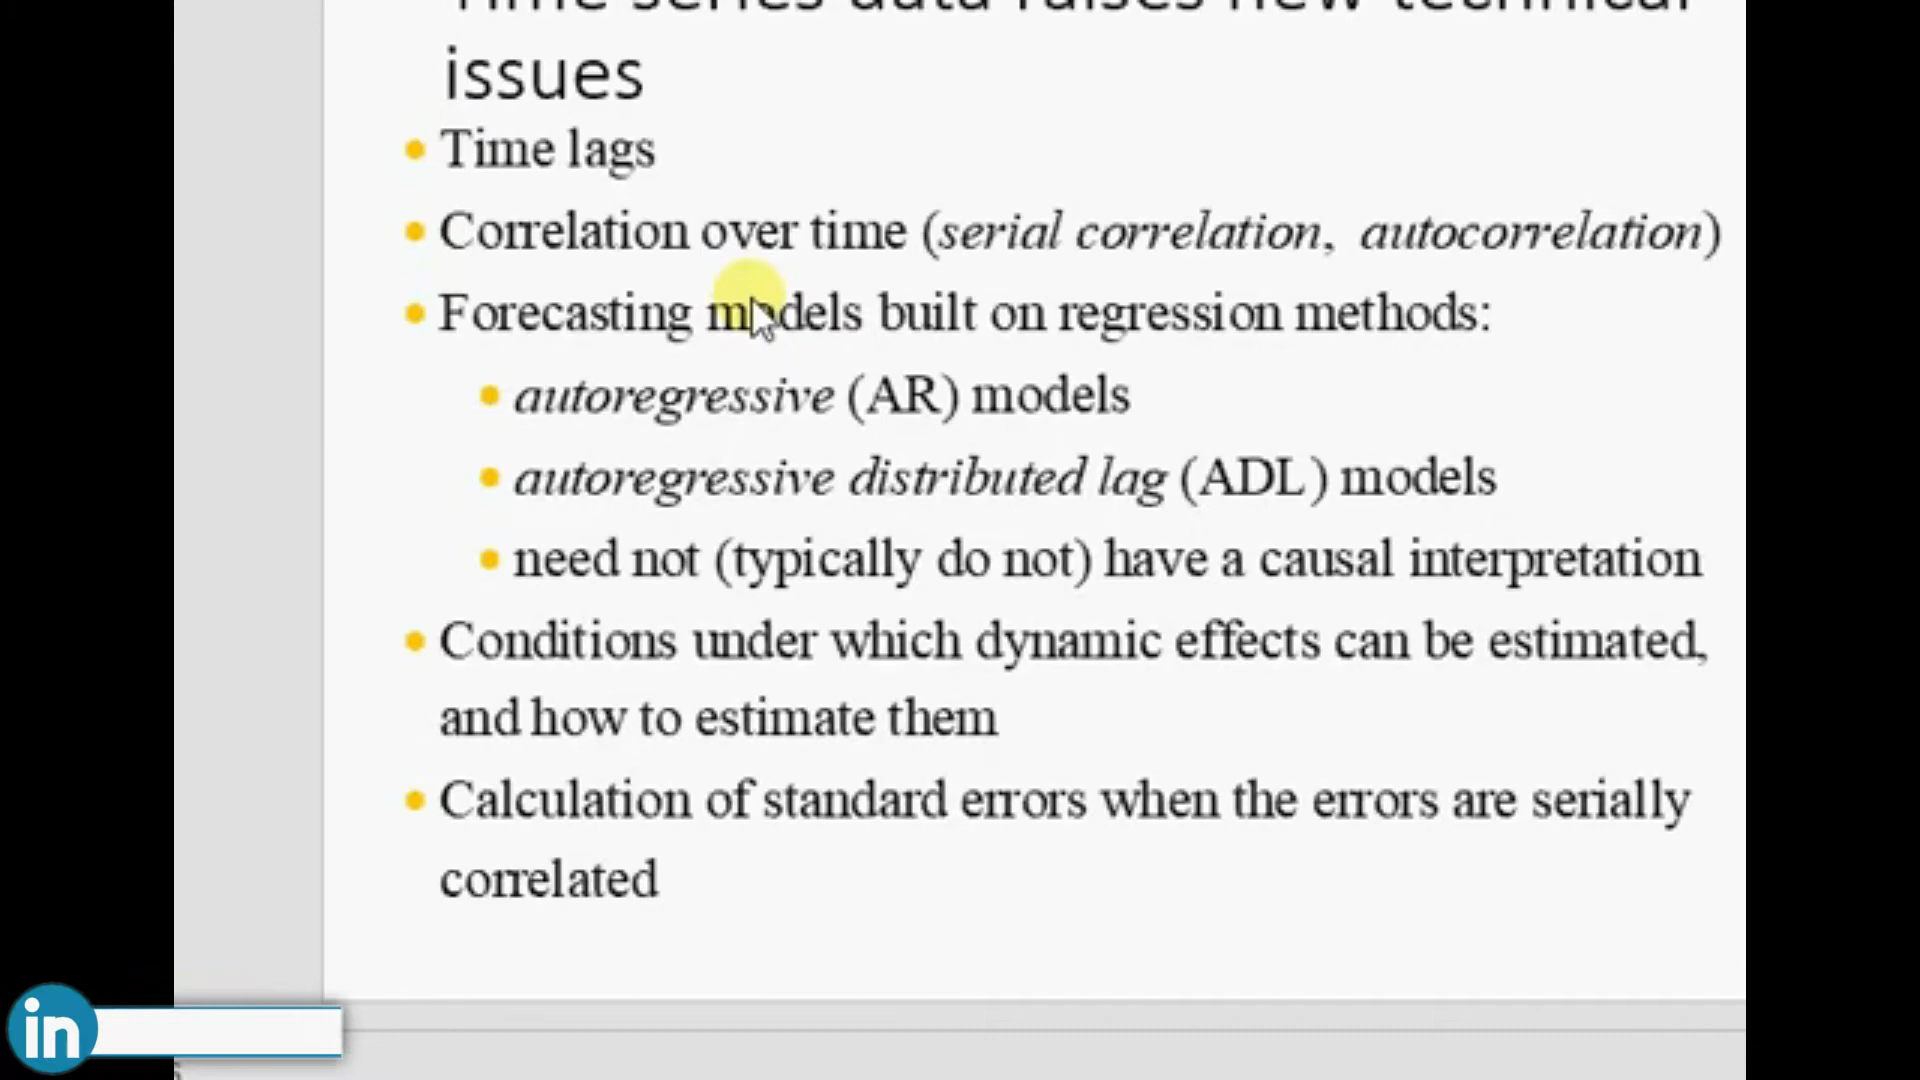 Time series data raises new technical
issues
Time lags
Correlation over time (serial correlation, autocorrelation)
Forecasting models built on regression methods:
autoregressive (AR) models
autoregressive distributed lag (ADL) models
need not (typically do not) have a causal interpretation
Conditions under which dynamic effects can be estimated,
and how to estimate them
Calculation of standard errors when the errors are serially
correlated
in